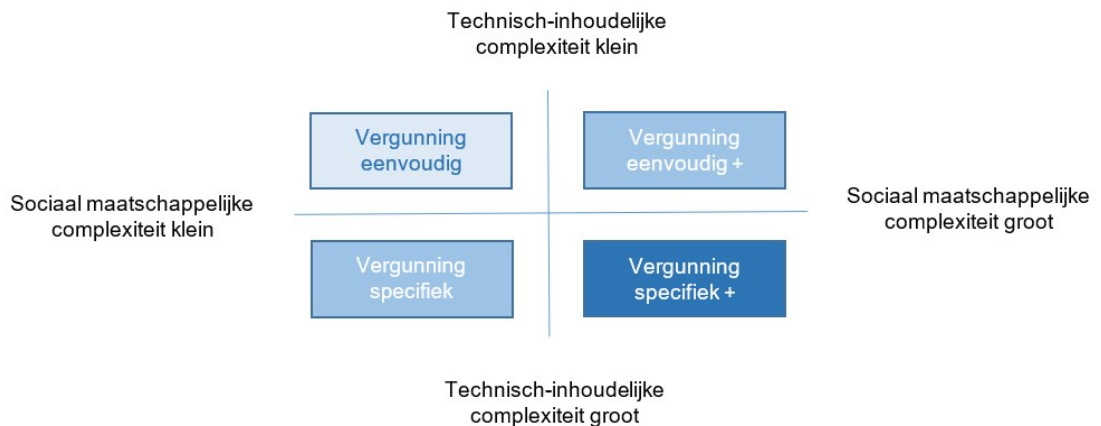 Technisch-inhoudelijke
complexiteit klein
Vergunning
eenvoudig
Vergunning
eenvoudig +
Sociaal maatschappelijke
complexiteit klein
Sociaal maatschappelijke
complexiteit groot
Vergunning
specifiek
Vergunning
specifiek +
Technisch-inhoudelijke
complexiteit groot